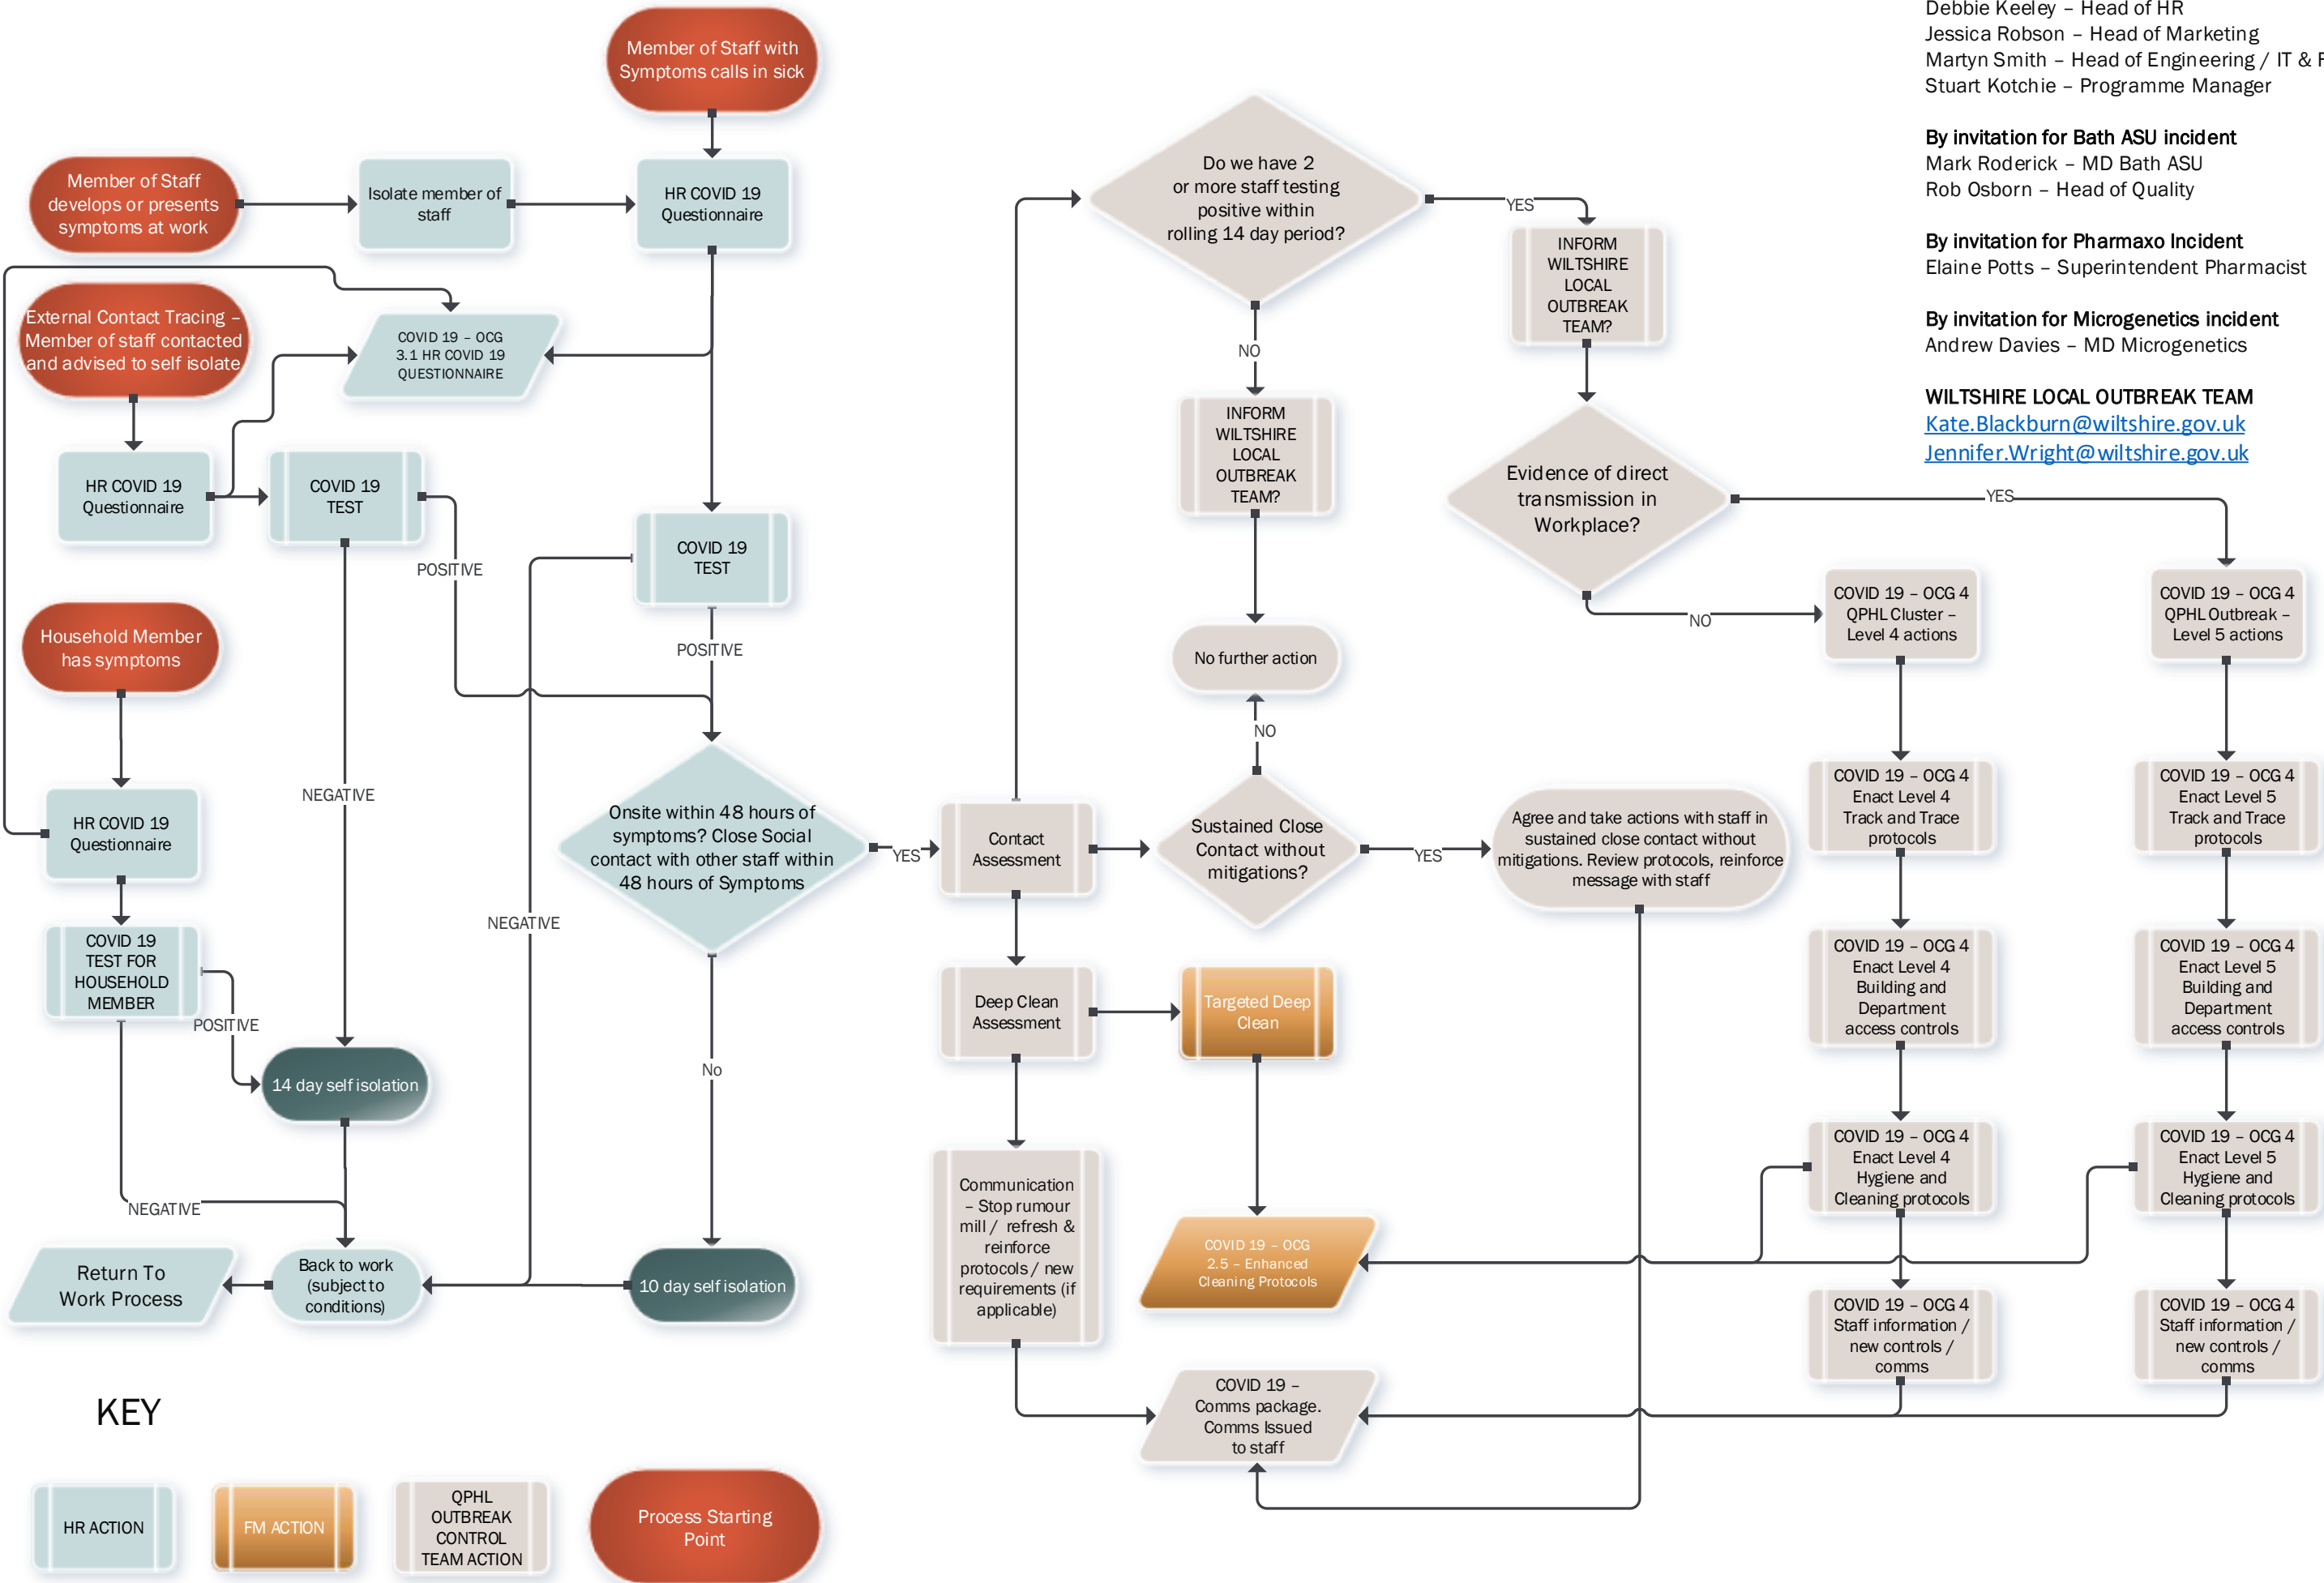 Member of Staff with
Symptoms calls in sick
Member of Staff
develops or presents
symptoms at work
Isolate member of
staff
HR COVID 19
Questionnaire
External Contact Tracing –
Member of staff contacted
and advised to self isolate
COVID 19 – OCG
3.1 HR COVID 19
QUESTIONNAIRE
HR COVID 19
Questionnaire
COVID 19
TEST
POSITIVE
COVID 19
TEST
POSITIVE
Household Member
has symptoms
NEGATIVE
HR COVID 19
Questionnaire
Onsite within 48 hours of
symptoms? Close Social
contact with other staff within
48 hours of Symptoms
YES
NEGATIVE
COVID 19
TEST FOR
HOUSEHOLD
MEMBER
POSITIVE
14 day self isolation
No
NEGATIVE
Return To
Work Process
Back to work
(subject to
conditions)
10 day self isolation
Do we have 2
or more staff testing
positive within
rolling 14 day period?
YES
NO
INFORM
WILTSHIRE
LOCAL
OUTBREAK
TEAM?
INFORM
WILTSHIRE
LOCAL
OUTBREAK
TEAM?
Evidence of direct
transmission in
Workplace?
YES
NO
No further action
NO
Contact
Assessment
Sustained Close
Contact without
mitigations?
YES
Agree and take actions with staff in
sustained close contact without
mitigations. Review protocols, reinforce
message with staff
Deep Clean
Assessment
Targeted Deep
Clean
Communication
– Stop rumour
mill / refresh &
reinforce
protocols / new
requirements (if
applicable)
COVID 19 – OCG
2.5 – Enhanced
Cleaning Protocols
COVID 19 –
Comms package.
Comms Issued
to staff
COVID 19 – OCG 4
QPHL Cluster –
Level 4 actions
COVID 19 – OCG 4
Enact Level 4
Track and Trace
protocols
COVID 19 – OCG 4
Enact Level 4
Building and
Department
access controls
COVID 19 – OCG 4
Enact Level 4
Hygiene and
Cleaning protocols
COVID 19 – OCG 4
Staff information /
new controls /
comms
COVID 19 – OCG 4
QPHL Outbreak –
Level 5 actions
COVID 19 – OCG 4
Enact Level 5
Track and Trace
protocols
COVID 19 – OCG 4
Enact Level 5
Building and
Department
access controls
COVID 19 – OCG 4
Enact Level 5
Hygiene and
Cleaning protocols
COVID 19 – OCG 4
Staff information /
new controls /
comms
Debbie Keeley – Head of HR
Jessica Robson – Head of Marketing
Martyn Smith – Head of Engineering / IT &
Stuart Kotchie – Programme Manager
By invitation for Bath ASU incident
Mark Roderick – MD Bath ASU
Rob Osborn – Head of Quality
By invitation for Pharmaxo Incident
Elaine Potts – Superintendent Pharmacist
By invitation for Microgenetics incident
Andrew Davies – MD Microgenetics
WILTSHIRE LOCAL OUTBREAK TEAM
Kate.Blackburn@wiltshire.gov.uk
Jennifer.Wright@wiltshire.gov.uk
KEY
HR ACTION
FM ACTION
QPHL
OUTBREAK
CONTROL
TEAM ACTION
Process Starting
Point